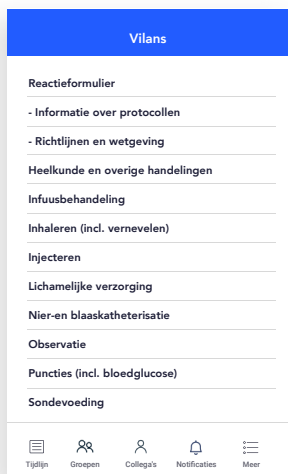 Vilans
Reactieformulier
- Informatie over protocollen
- Richtlijnen en wetgeving
Heelkunde en overige handelingen
Infuusbehandeling
Inhaleren (incl. vernevelen)
Injecteren
Lichamelijke verzorging
Nier-en blaaskatheterisatie
Observatie
Puncties (incl. bloedglucose)
Sondevoeding
Tijdlijn Groepen Collega's Notificaties Meer